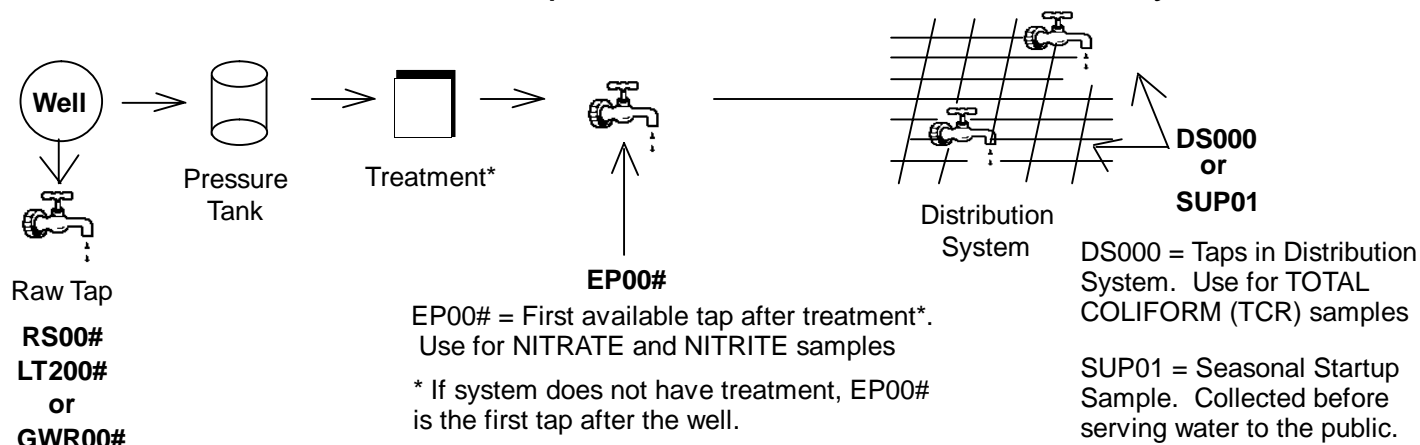 Well
Pressure
Tank
Treatment*
Raw Tap
RS00#
LT200#
or
GWR00#
EP00#
EP00# = First available tap after treatment*.
Use for NITRATE and NITRITE samples
* If system does not have treatment, EP00#
is the first tap after the well.
Distribution
System
DS000
or
SUP01
DS000 = Taps in Distribution
System. Use for TOTAL
COLIFORM (TCR) samples
SUP01 = Seasonal Startup
Sample. Collected before
serving water to the public.